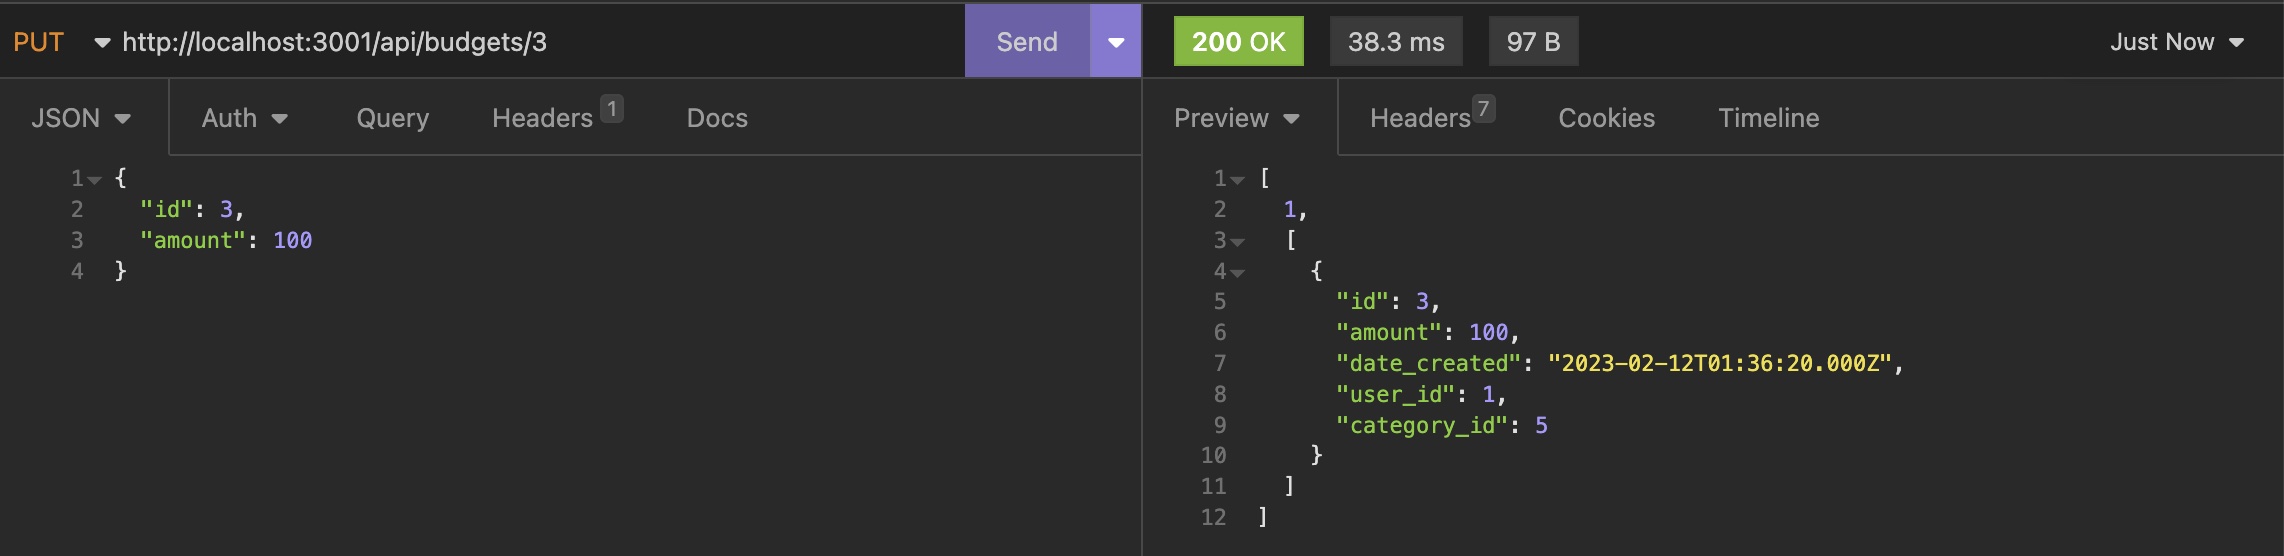 PUT http://localhost:3001/api/budgets/3 Send 200 OK 38.3 ms 97 B Just Now
JSON Auth Query Headers 1 Docs
1 {
2 "id": 3,
3 "amount": 100
4 }
Preview Headers 7 Cookies Timeline
1 [
2 1,
3 [
4 {
5 "id": 3,
6 "amount": 100,
7 "date_created": "2023-02-12T01:36:20.000Z",
8 "user_id": 1,
9 "category_id": 5
10 }
11 ]
12 ]